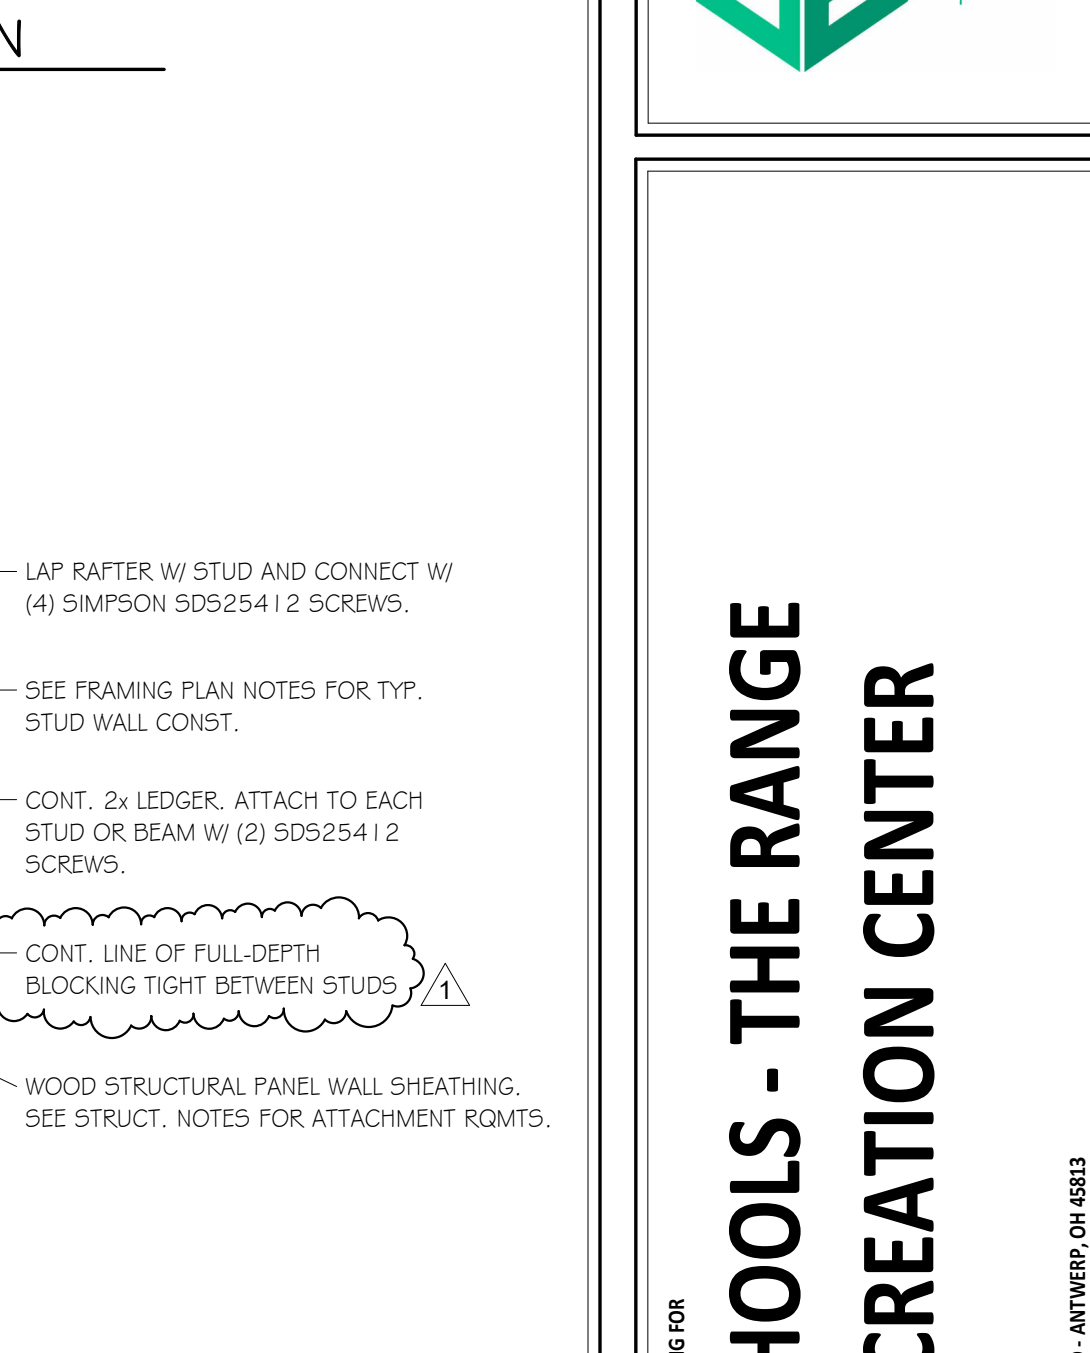 N
LAP RAFTER W/ STUD AND CONNECT W/
(4) SIMPSON SDS25412 SCREWS.
SEE FRAMING PLAN NOTES FOR TYP.
STUD WALL CONST.
CONT. 2x LEDGER. ATTACH TO EACH
STUD OR BEAM W/ (2) SDS25412
SCREWS.
CONT. LINE OF FULL-DEPTH
BLOCKING TIGHT BETWEEN STUDS
1
WOOD STRUCTURAL PANEL WALL SHEATHING.
SEE STRUCT. NOTES FOR ATTACHMENT RQMTS.
G FOR
HOOLS - THE RANGE
CREATION CENTER
- ANTWERP, OH 45813